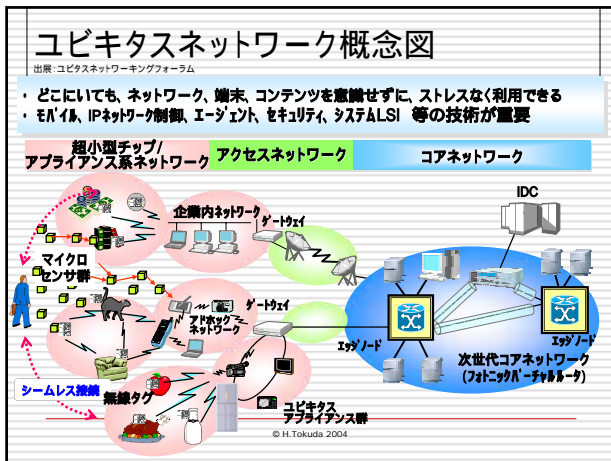 ユビキタスネットワーク概念図
出展:ユビタスネットワーキングフォーラム
・ どこにいても、ネットワーク、端末、コンテンツを意識せずに、ストレスなく利用できる
・ ﾓﾊﾞｲﾙ、IPネットワーク制御、エージェント、セキュリティ、システムLSI 等の技術が重要
超小型チップ/
アプライアンス系ネットワーク
アクセスネットワーク
コアネットワーク
IDC
企業内ネットワーク
ゲートウェイ
マイクロ
センサ群
アドホック
ネットワーク
ゲートウェイ
エッジノード
エッジノード
次世代コアネットワーク
(フォトニックバーチャルルータ)
シームレス接続
無線タグ
ユビキタス
アプライアンス群
© H.Tokuda 2004